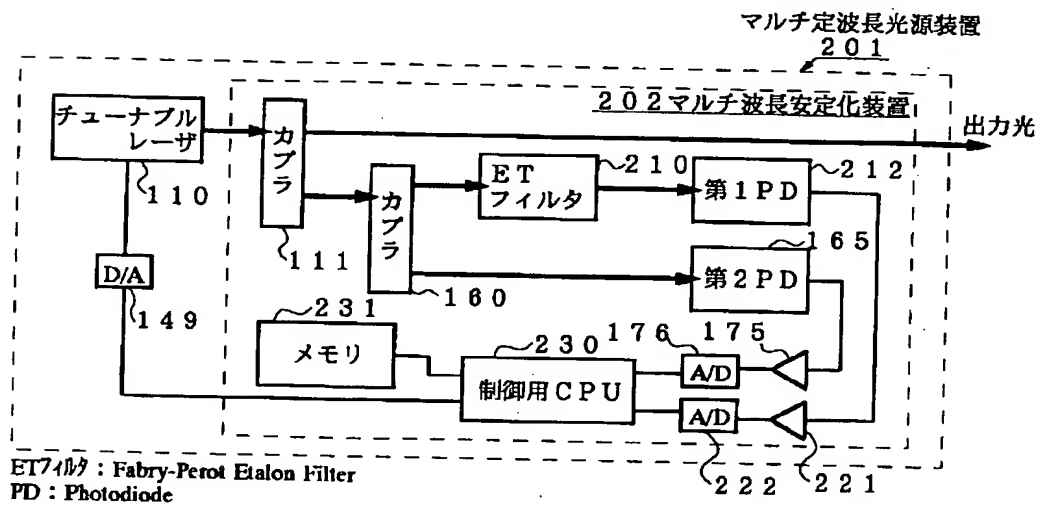 マルチ定波長光源装置
201
202マルチ波長安定化装置
チューナブル
レーザ
110
カプラ
111
カプラ
160
ET
フィルタ
210
第1PD
212
出力光
165
第2PD
D/A
149
231
メモリ
230
制御用CPU
176
A/D
175
A/D
222
221
ETフィルタ : Fabry-Perot Etalon Filter
PD : Photodiode